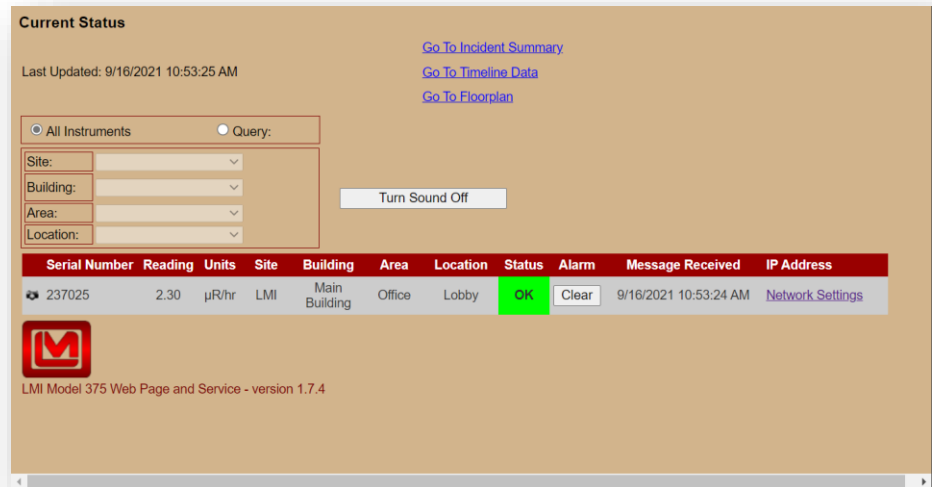 Current Status
Go To Incident Summary
Last Updated: 9/16/2021 10:53:25 AM
Go To Timeline Data
Go To Floorplan
All Instruments Query:
Site:
Building:
Turn Sound Off
Area:
Location:
Serial Number Reading Units Site Building Area Location Status Alarm Message Received IP Address
237025 2.30 µR/hr LMI Main Building Office Lobby OK Clear 9/16/2021 10:53:24 AM Network Settings
LM
LMI Model 375 Web Page and Service - version 1.7.4